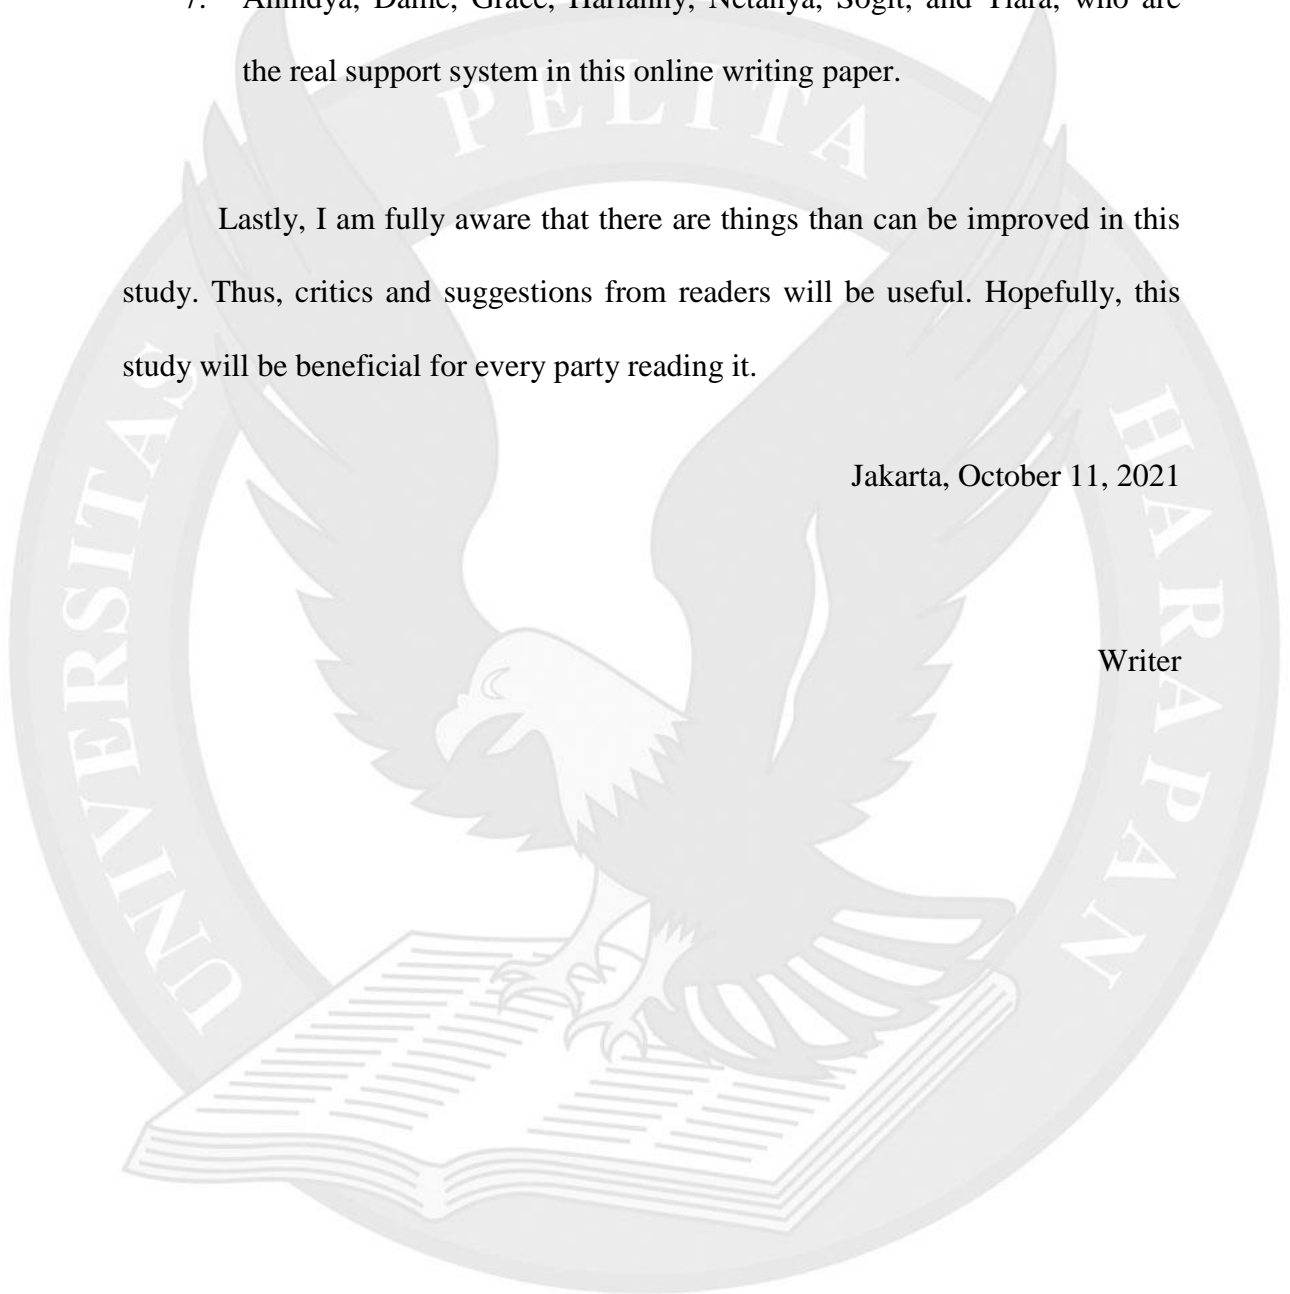 7. Anindya, Grace, Netanya, Sogit, and Tiara, who are
the real support system in this online writing paper.
Lastly, I am fully aware that there are things than can be improved in this
study. Thus, critics and suggestions from readers will be useful. Hopefully, this
study will be beneficial for every party reading it.
Jakarta, October 11, 2021
Writer
UNIVERSITAS PELITA HARAPAN